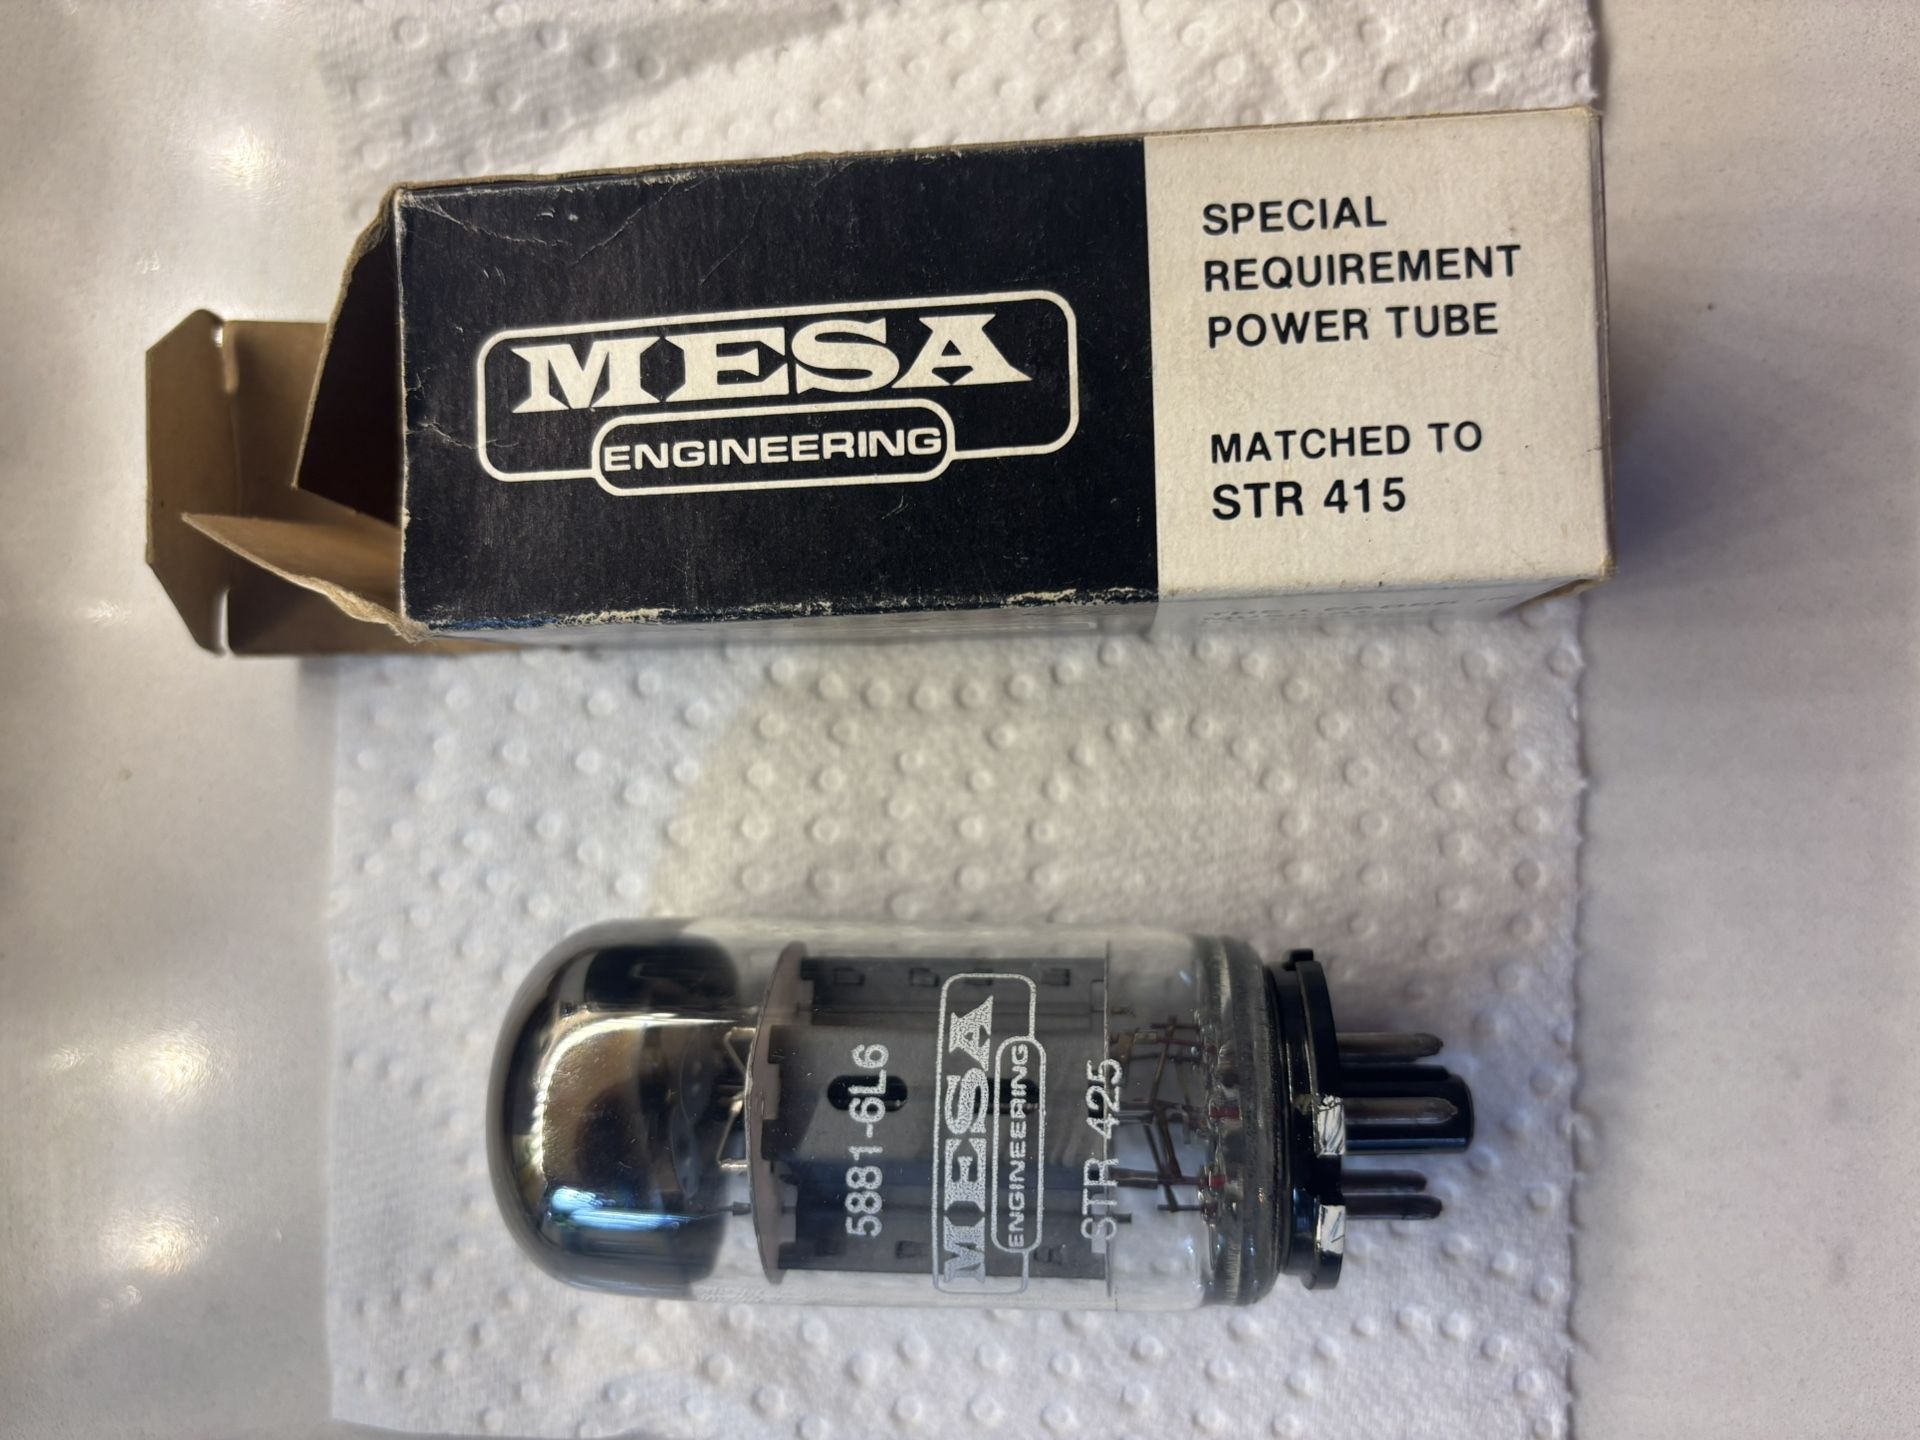 MESA
ENGINEERING
SPECIAL
REQUIREMENT
POWER TUBE
MATCHED TO
STR 415
5881-6L6
MESA
ENGINEERING
STR 425